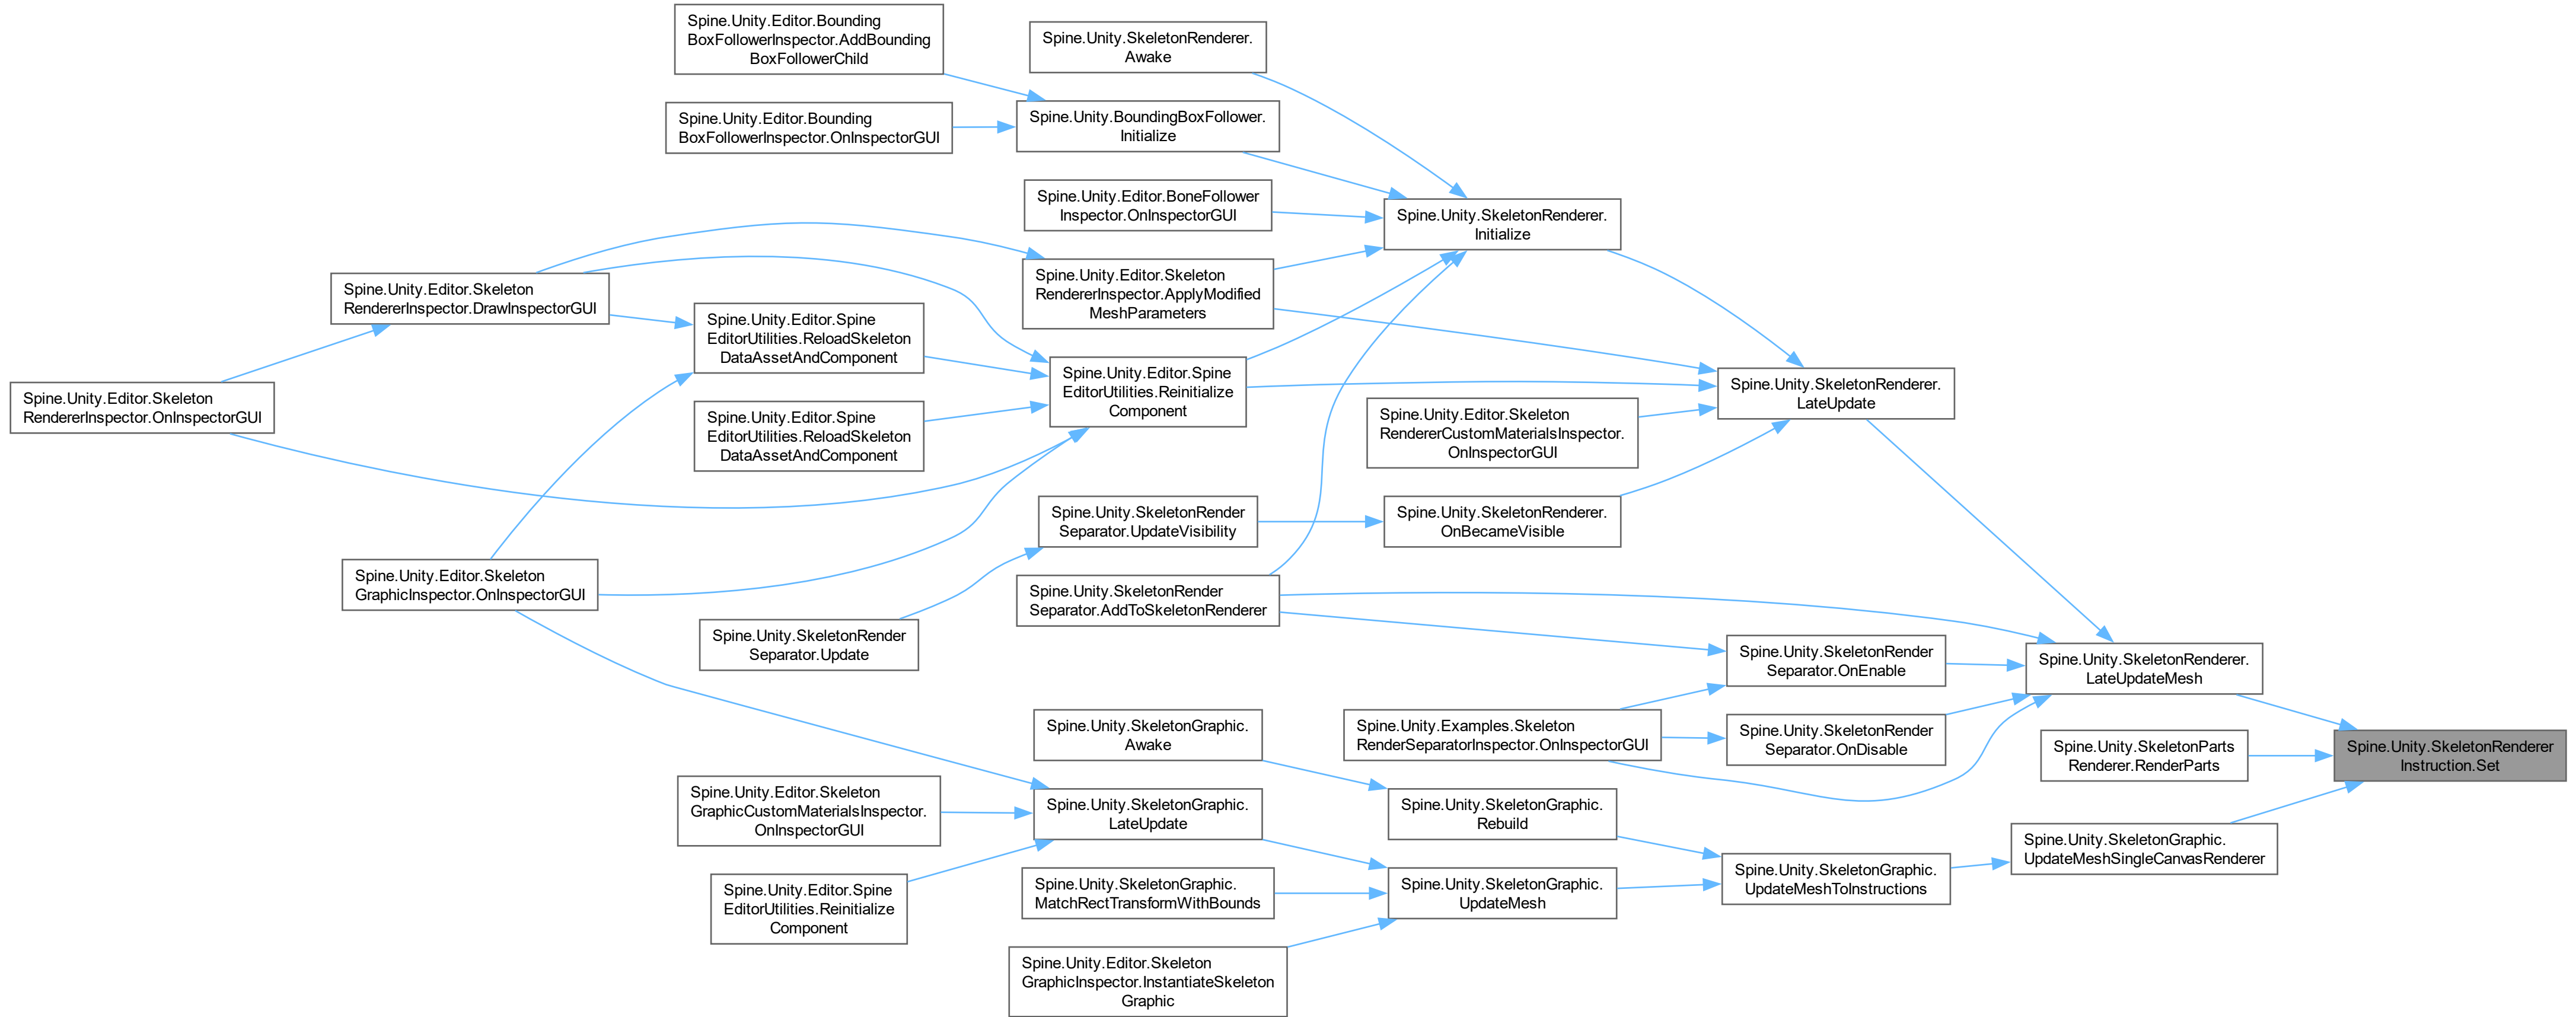 Spine.Unity.Editor.Bounding
BoxFollowerInspector.AddBounding
BoxFollowerChild
Spine.Unity.SkeletonRenderer.
Awake
Spine.Unity.Editor.Bounding
BoxFollowerInspector.OnInspectorGUI
Spine.Unity.BoundingBoxFollower.
Initialize
Spine.Unity.Editor.BoneFollower
Inspector.OnInspectorGUI
Spine.Unity.SkeletonRenderer.
Initialize
Spine.Unity.Editor.Skeleton
RendererInspector.DrawInspectorGUI
Spine.Unity.Editor.Skeleton
RendererInspector.ApplyModified
MeshParameters
Spine.Unity.Editor.Spine
EditorUtilities.ReloadSkeleton
DataAssetAndComponent
Spine.Unity.Editor.Skeleton
RendererInspector.OnInspectorGUI
Spine.Unity.Editor.Spine
EditorUtilities.Reinitialize
Component
Spine.Unity.SkeletonRenderer.
LateUpdate
Spine.Unity.Editor.Spine
EditorUtilities.ReloadSkeleton
DataAssetAndComponent
Spine.Unity.Editor.Skeleton
RendererCustomMaterialsInspector.
OnInspectorGUI
Spine.Unity.SkeletonRender
Separator.UpdateVisibility
Spine.Unity.SkeletonRenderer.
OnBecameVisible
Spine.Unity.Editor.Skeleton
GraphicInspector.OnInspectorGUI
Spine.Unity.SkeletonRender
Separator.AddToSkeletonRenderer
Spine.Unity.SkeletonRender
Separator.Update
Spine.Unity.SkeletonRender
Separator.OnEnable
Spine.Unity.SkeletonRenderer.
LateUpdateMesh
Spine.Unity.SkeletonGraphic.
Awake
Spine.Unity.Examples.Skeleton
RenderSeparatorInspector.OnInspectorGUI
Spine.Unity.SkeletonRender
Separator.OnDisable
Spine.Unity.SkeletonParts
Renderer.RenderParts
Spine.Unity.SkeletonRenderer
Instruction.Set
Spine.Unity.Editor.Skeleton
GraphicCustomMaterialsInspector.
OnInspectorGUI
Spine.Unity.SkeletonGraphic.
LateUpdate
Spine.Unity.SkeletonGraphic.
Rebuild
Spine.Unity.SkeletonGraphic.
UpdateMeshSingleCanvasRenderer
Spine.Unity.Editor.Spine
EditorUtilities.Reinitialize
Component
Spine.Unity.SkeletonGraphic.
MatchRectTransformWithBounds
Spine.Unity.SkeletonGraphic.
UpdateMesh
Spine.Unity.SkeletonGraphic.
UpdateMeshToInstructions
Spine.Unity.Editor.Skeleton
GraphicInspector.InstantiateSkeleton
Graphic